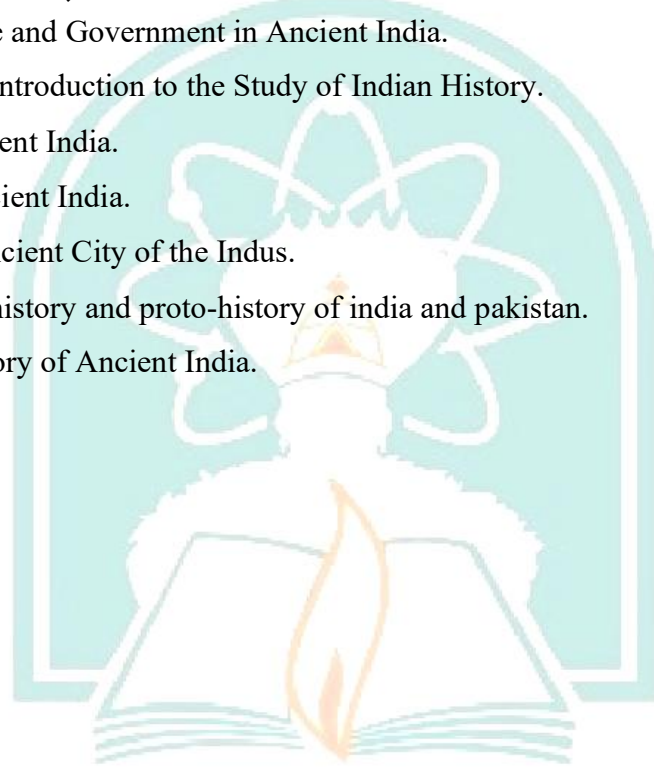 and Government in Ancient India.
ntroduction to the Study of Indian History.
ent India.
ient India.
cient City of the Indus.
history and proto-history of india and pakistan.
ory of Ancient India.